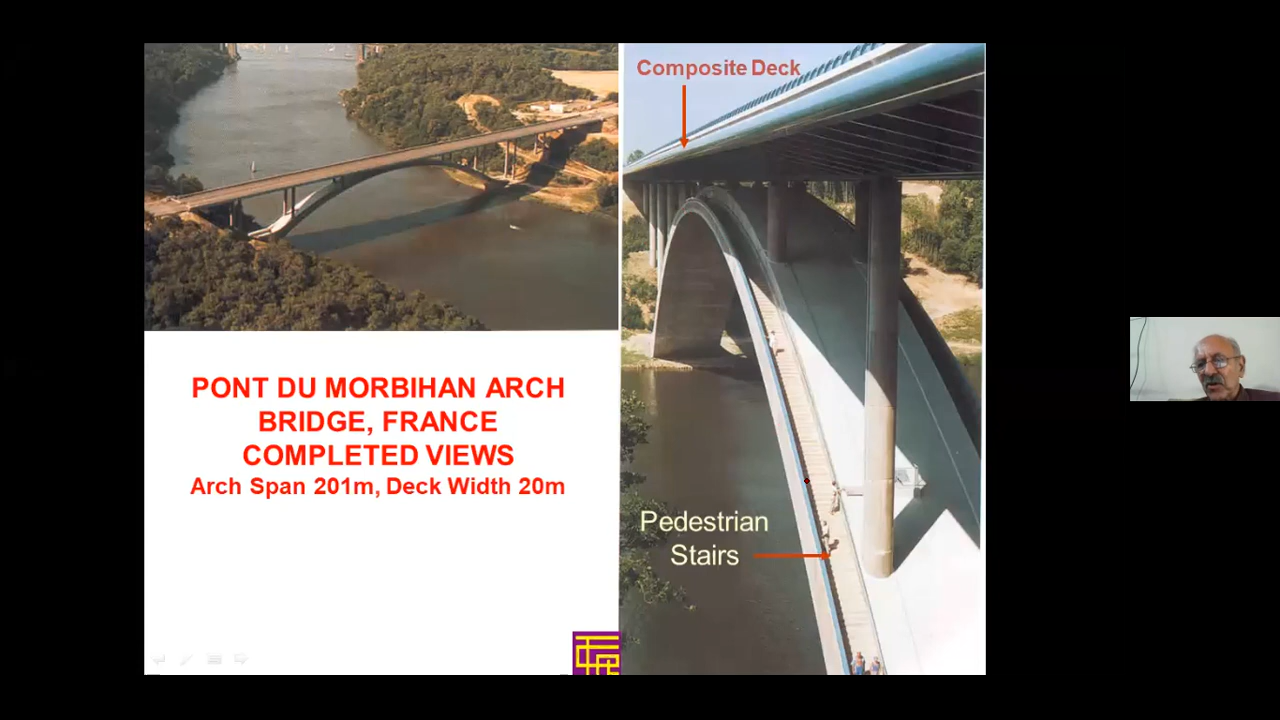 Composite Deck
PONT DU MORBIHAN ARCH
BRIDGE, FRANCE
COMPLETED VIEWS
Arch Span 201m, Deck Width 20m
Pedestrian
Stairs